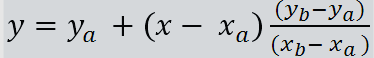 y = y_a + (x − x_a) (y_b−y_a)/(x_b− x_a )